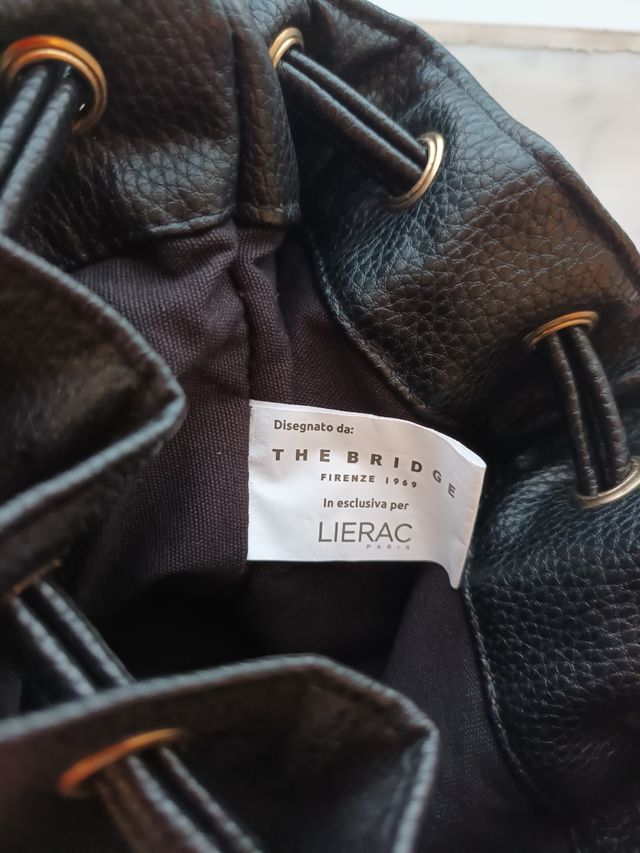 Disegnato da:
THE BRIDGE
FIRENZE 1969
In esclusiva per
LIERAC
PARIS